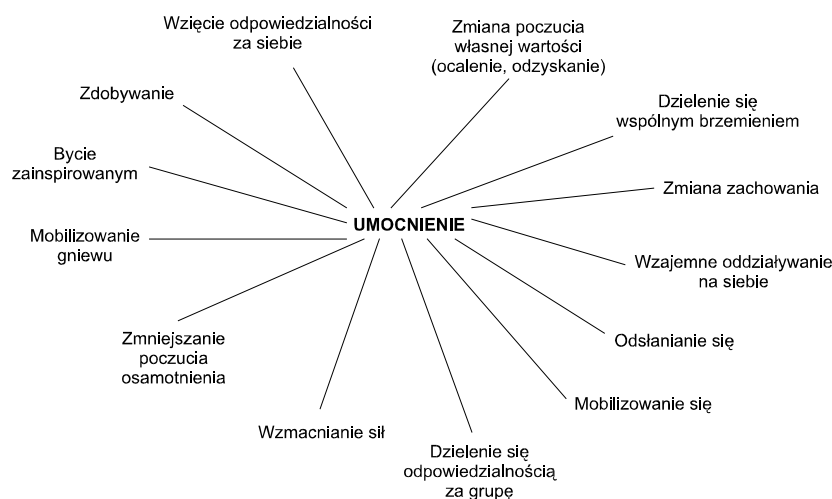 Wzięcie odpowiedzialności
za siebie
Zmiana poczucia
własnej wartości
(ocalenie, odzyskanie)
Zdobywanie
Dzielenie się
wspólnym brzemieniem
Bycie
zainspirowanym
Zmiana zachowania
UMOCNIENIE
Mobilizowanie
gniewu
Wzajemne oddziaływanie
na siebie
Zmniejszanie
poczucia
osamotnienia
Odsłanianie się
Mobilizowanie się
Wzmacnianie sił
Dzielenie się
odpowiedzialnością
za grupę